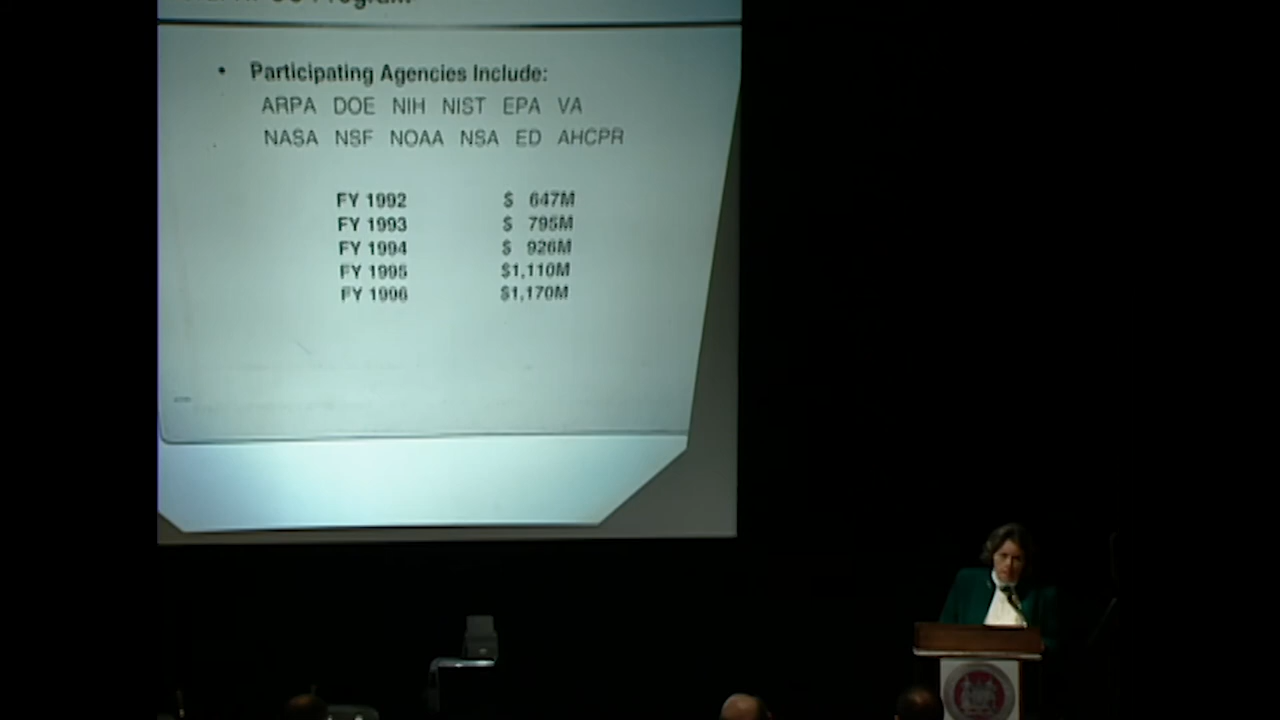 Program
• Participating Agencies Include:
ARPA DOE NIH NIST EPA VA
NASA NSF NOAA NSA ED AHCPR
FY 1992 $ 647M
FY 1993 $ 795M
FY 1994 $ 926M
FY 1995 $1,110M
FY 1996 $1,170M